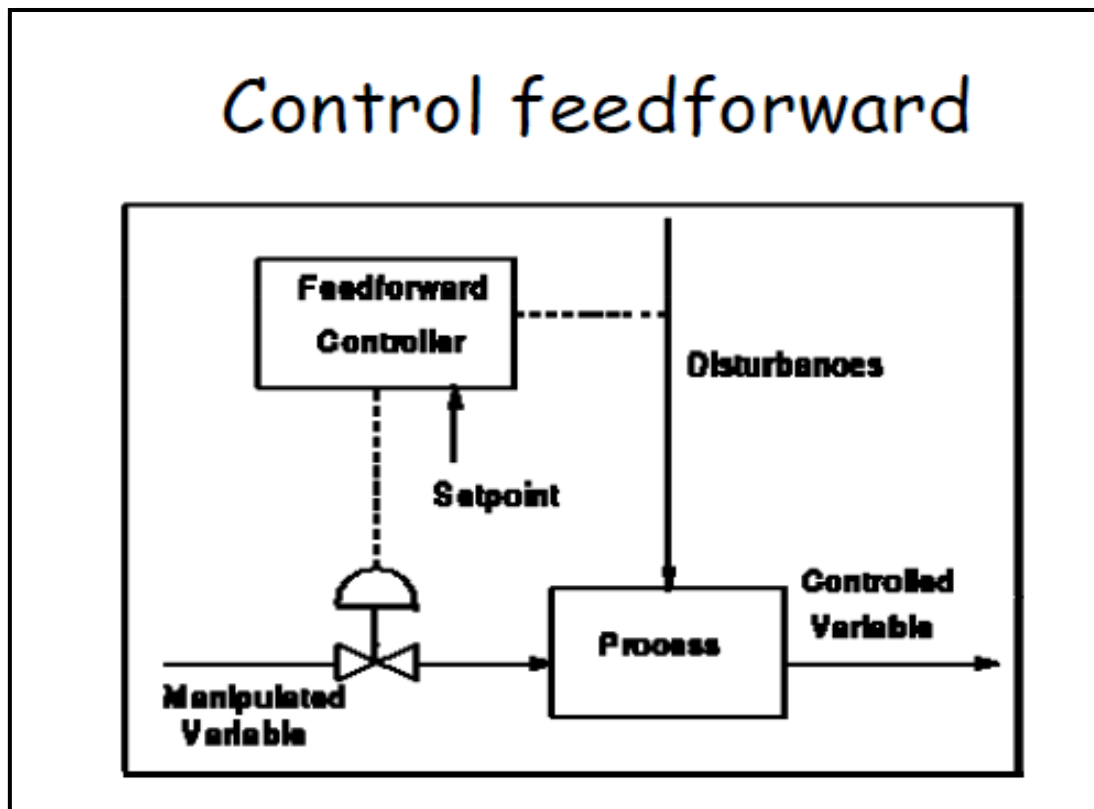 Control feedforward
Feedforward
Controller
Disturbances
Setpoint
Controlled
Variable
Process
Manipulated
Variable